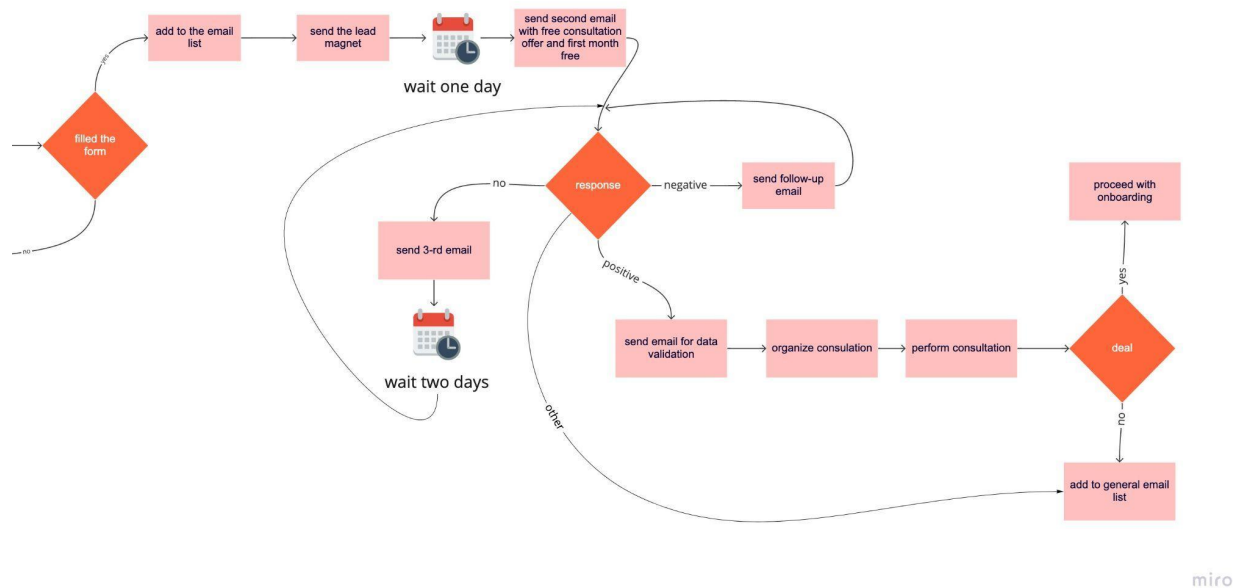 add to the email
list
send the lead
magnet
send second email
with free consultation
offer and first month
free
wait one day
yes
filled the
form
no
response
no
negative
send follow-up
email
proceed with
onboarding
send 3-rd email
positive
yes
wait two days
send email for data
validation
organize consulation
perform consultation
deal
other
no
add to general email
list
miro